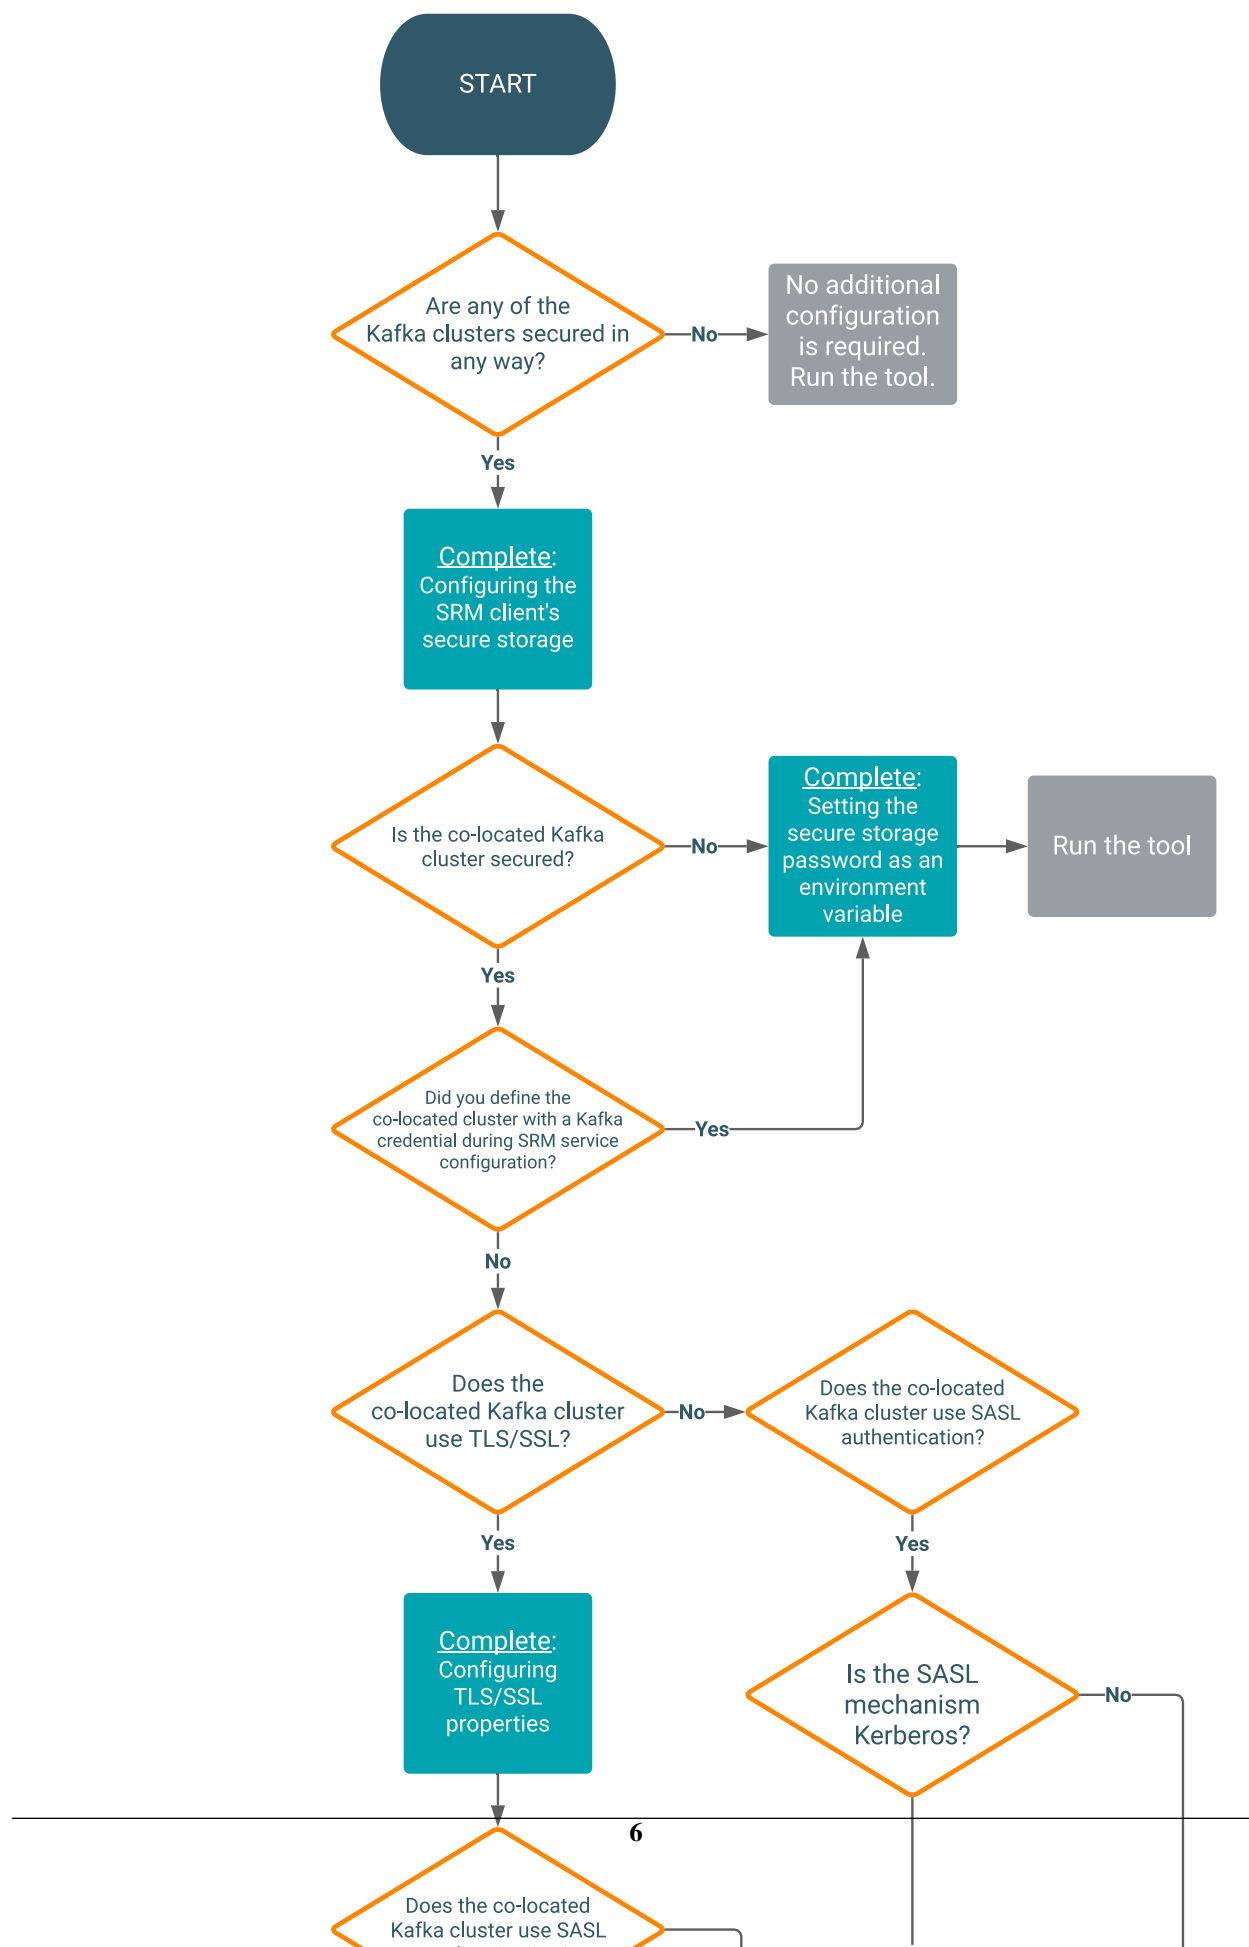 START
Are any of the
Kafka clusters secured in
any way?
No
No additional
configuration
is required.
Run the tool.
Yes
Complete:
Configuring the
SRM client's
secure storage
Is the co-located Kafka
cluster secured?
No
Complete:
Setting the
secure storage
password as an
environment
variable
Run the tool
Yes
Did you define the
co-located cluster with a Kafka
credential during SRM service
configuration?
Yes
No
Does the
co-located Kafka cluster
use TLS/SSL?
No
Does the co-located
Kafka cluster use SASL
authentication?
Yes
Yes
Complete:
Configuring
TLS/SSL
properties
Is the SASL
mechanism
Kerberos?
No
6
Does the co-located
Kafka cluster use SASL